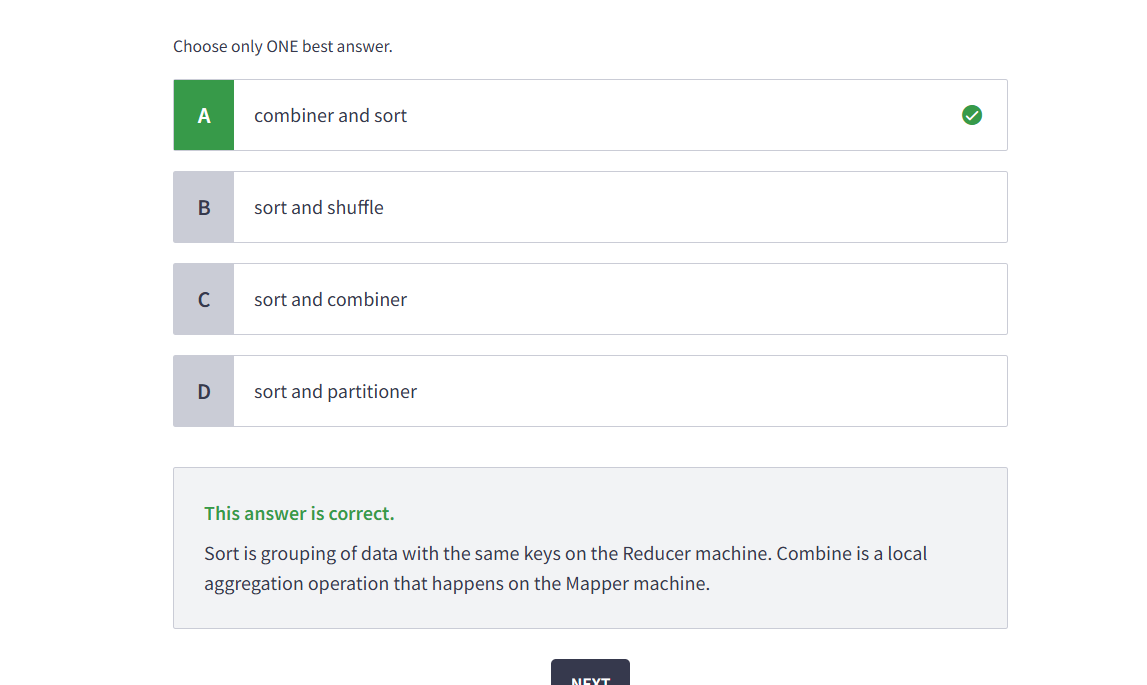 Choose only ONE best answer.
A combiner and sort
B sort and shuffle
C sort and combiner
D sort and partitioner
This answer is correct.
Sort is grouping of data with the same keys on the Reducer machine. Combine is a local
aggregation operation that happens on the Mapper machine.
NEXT